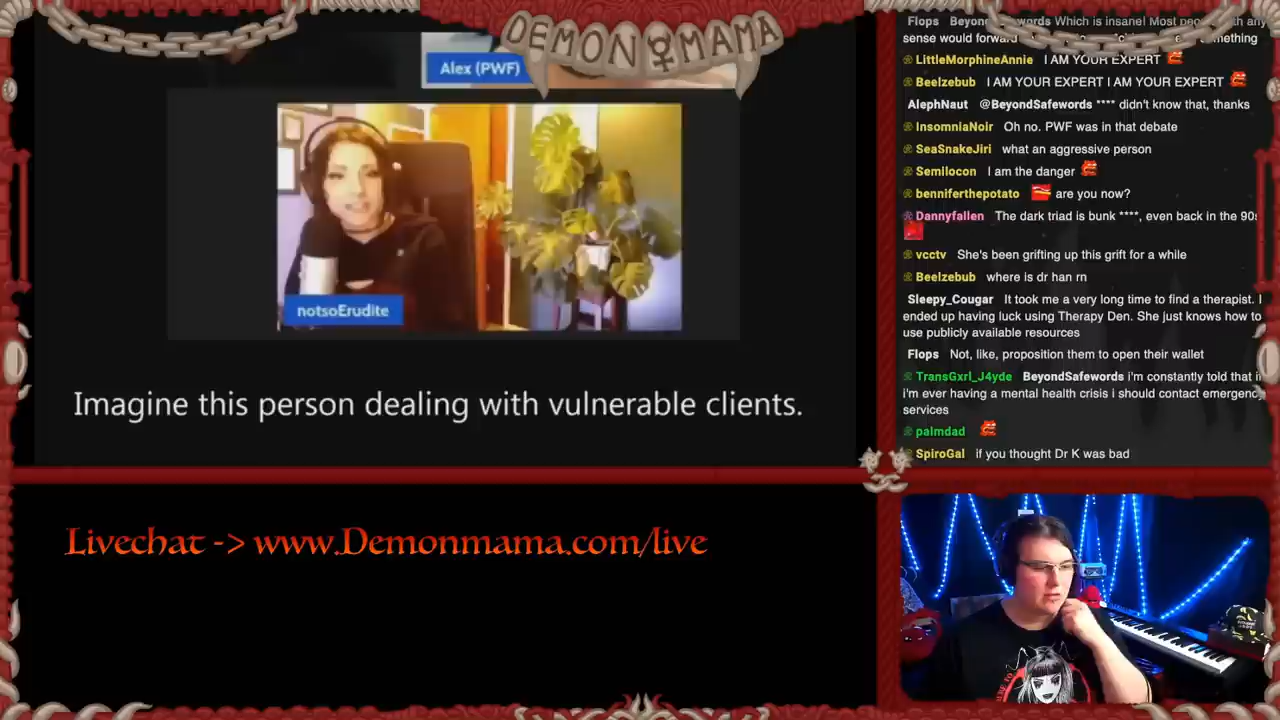 DEMON MAMA
Alex (PWF)
notsoErudite
Imagine this person dealing with vulnerable clients.
Livechat -> www.Demonmama.com/live
Flops Which is insane! Most
sense would forward
LittleMorphineAnnie I AM YOUR EXPERT
Beelzebub I AM YOUR EXPERT I AM YOUR EXPERT
AlephNaut @BeyondSafewords **** didn't know that, thanks
InsomniaNoir Oh no. PWF was in that debate
SeaSnakeJiri what an aggressive person
Semilocon I am the danger
benniferthepotato are you now?
Dannyfallen The dark triad is bunk ****, even back in the 90s
vcctv She's been grifting up this grift for a while
Beelzebub where is dr han rn
Sleepy_Cougar It took me a very long time to find a therapist. I
ended up having luck using Therapy Den. She just knows how to
use publicly available resources
Flops Not, like, proposition them to open their wallet
TransGxrl_J4yde BeyondSafewords i'm constantly told that if
i'm ever having a mental health crisis i should contact emergency
services
palmdad
SpiroGal if you thought Dr K was bad